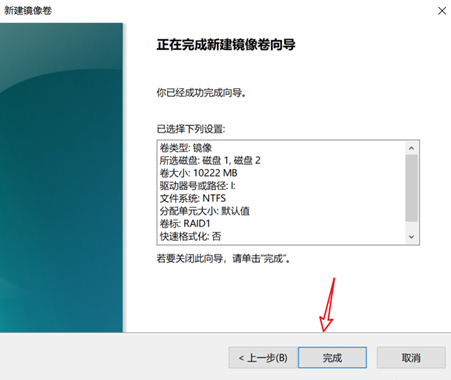 新建镜像卷
正在完成新建镜像卷向导
你已经成功完成向导。
已选择下列设置:
卷类型: 镜像
所选磁盘: 磁盘 1, 磁盘 2
卷大小: 10222 MB
驱动器号或路径: I:
文件系统: NTFS
分配单元大小: 默认值
卷标: RAID1
快速格式化: 否
若要关闭此向导，请单击"完成"。
< 上一步(B) 完成 取消